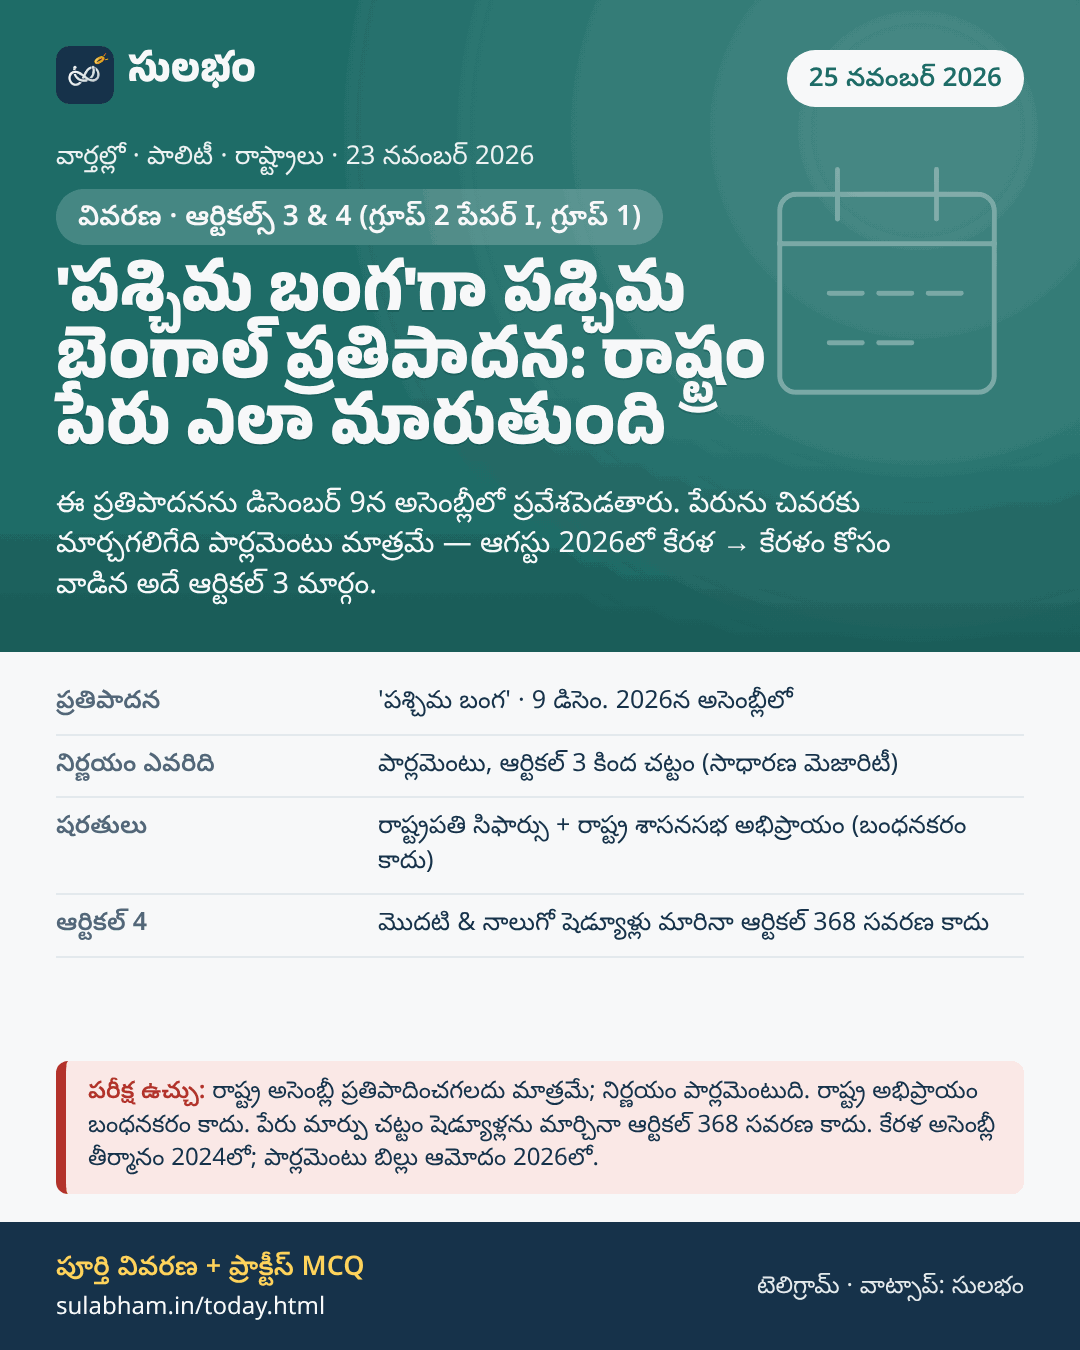 సులభం
25 నవంబర్ 2026
వార్తల్లో · పాలిటీ · రాష్ట్రాలు · 23 నవంబర్ 2026
వివరణ · ఆర్టికల్స్ 3 & 4 (గ్రూప్ 2 పేపర్ I, గ్రూప్ 1)
'పశ్చిమ బంగ'గా పశ్చిమ
బెంగాల్ ప్రతిపాదన: రాష్ట్రం
పేరు ఎలా మారుతుంది
ఈ ప్రతిపాదనను డిసెంబర్ 9న అసెంబ్లీలో ప్రవేశపెడతారు. పేరును చివరకు
మార్చగలిగేది పార్లమెంటు మాత్రమే — ఆగస్టు 2026లో కేరళ → కేరళం కోసం
వాడిన అదే ఆర్టికల్ 3 మార్గం.
ప్రతిపాదన
'పశ్చిమ బంగ' · 9 డిసెం. 2026న అసెంబ్లీలో
నిర్ణయం ఎవరిది
పార్లమెంటు, ఆర్టికల్ 3 కింద చట్టం (సాధారణ మెజారిటీ)
షరతులు
రాష్ట్రపతి సిఫార్సు + రాష్ట్ర శాసనసభ అభిప్రాయం (బంధనకరం
కాదు)
ఆర్టికల్ 4
మొదటి & నాలుగో షెడ్యూళ్లు మారినా ఆర్టికల్ 368 సవరణ కాదు
పరీక్ష ఉచ్చు: రాష్ట్ర అసెంబ్లీ ప్రతిపాదించగలదు మాత్రమే; నిర్ణయం పార్లమెంటుది. రాష్ట్ర అభిప్రాయం
బంధనకరం కాదు. పేరు మార్పు చట్టం షెడ్యూళ్లను మార్చినా ఆర్టికల్ 368 సవరణ కాదు. కేరళ అసెంబ్లీ
తీర్మానం 2024లో; పార్లమెంటు బిల్లు ఆమోదం 2026లో.
పూర్తి వివరణ + ప్రాక్టీస్ MCQ
sulabham.in/today.html
టెలిగ్రామ్ · వాట్సాప్: సులభం